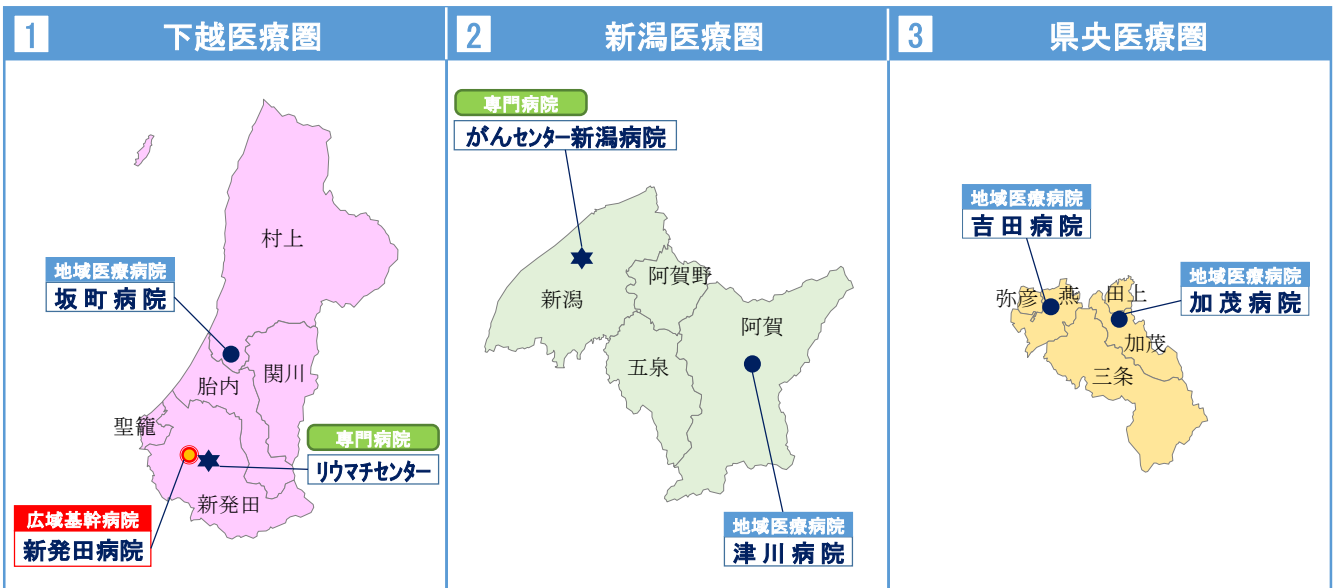 1 下越医療圏
村上
地域医療病院
坂町病院
関川
胎内
聖籠
専門病院
リウマチセンター
新発田
広域基幹病院
新発田病院
2 新潟医療圏
専門病院
がんセンター新潟病院
阿賀野
新潟
阿賀
五泉
地域医療病院
津川病院
3 県央医療圏
地域医療病院
吉田病院
地域医療病院
加茂病院
弥彦
燕
田上
加茂
三条